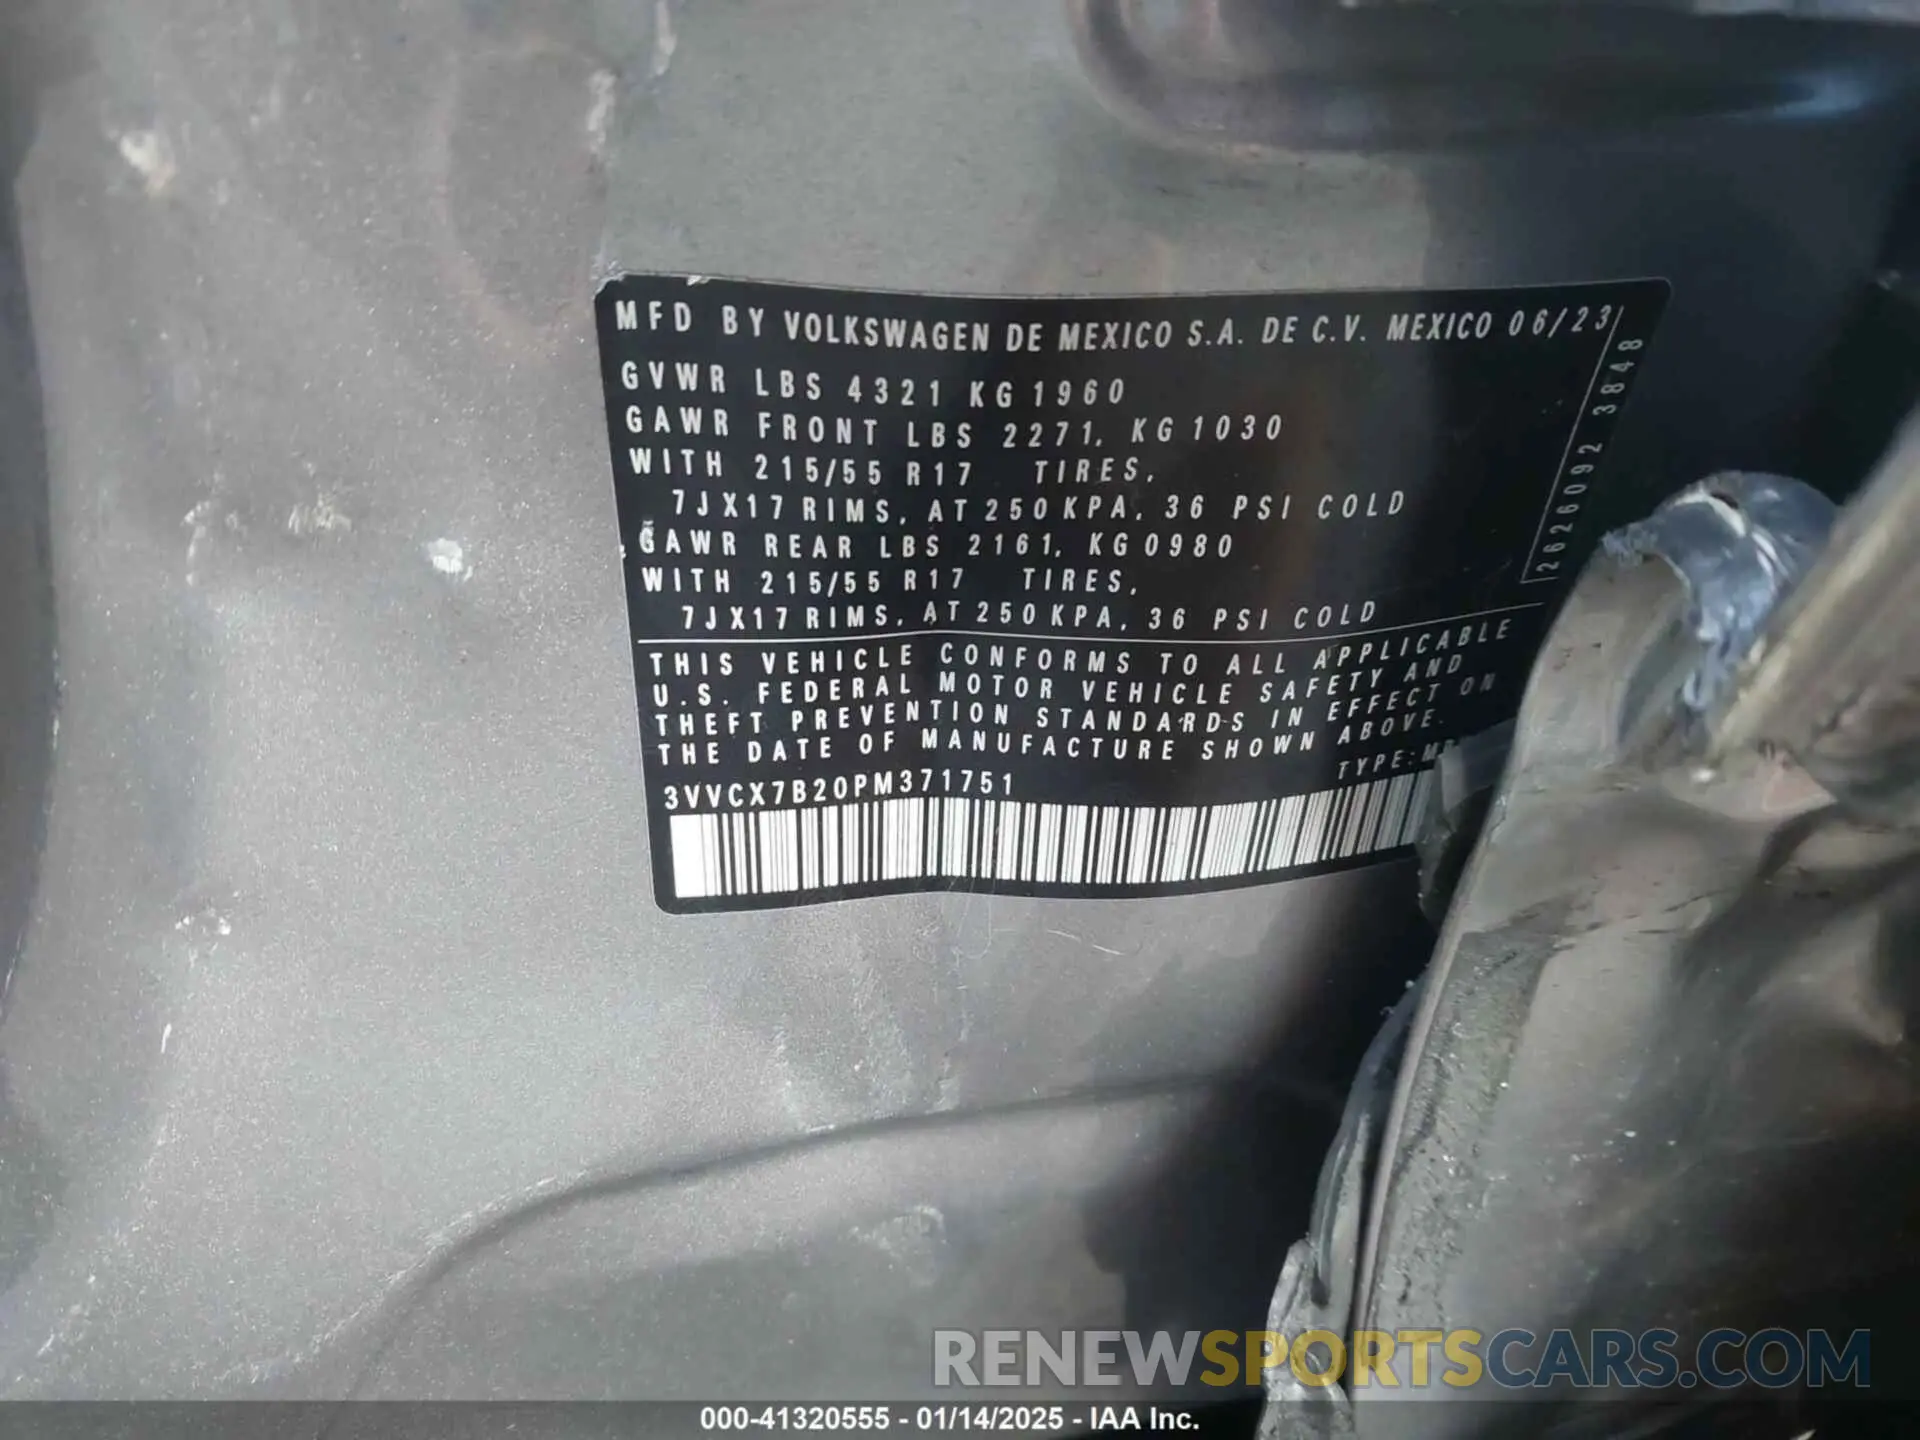 MFD BY VOLKSWAGEN DE MEXICO S.A. DE C.V. MEXICO 06/23
GVWR LBS 4321 KG 1960
GAWR FRONT LBS 2271, KG 1030
WITH 215/55 R17 TIRES,
7JX17 RIMS, AT 250 KPA, 36 PSI COLD
GAWR REAR LBS 2161, KG 0980
WITH 215/55 R17 TIRES,
7JX17 RIMS, AT 250 KPA, 36 PSI COLD
2626092 3848
THIS VEHICLE CONFORMS TO ALL APPLICABLE
U.S. FEDERAL MOTOR VEHICLE SAFETY AND
THEFT PREVENTION STANDARDS IN EFFECT ON
THE DATE OF MANUFACTURE SHOWN ABOVE.
3VVCX7B20PM371751
TYPE:
RENEWSPORTSCARS.COM
000-41320555 - 01/14/2025 - IAA Inc.